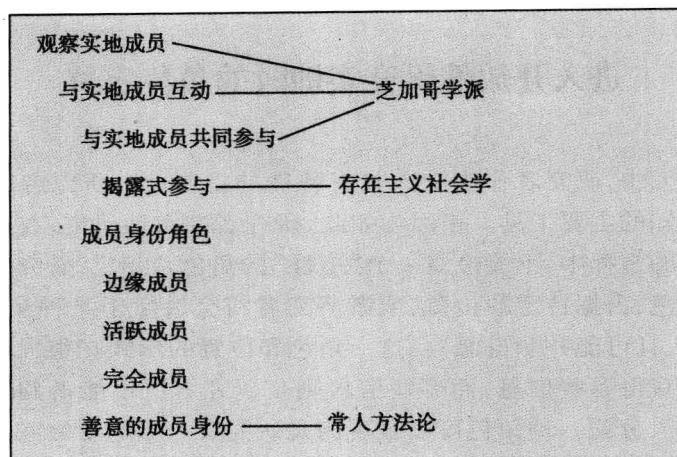 观察实地成员
与实地成员互动 芝加哥学派
与实地成员共同参与
揭露式参与 存在主义社会学
成员身份角色
边缘成员
活跃成员
完全成员
善意的成员身份 常人方法论